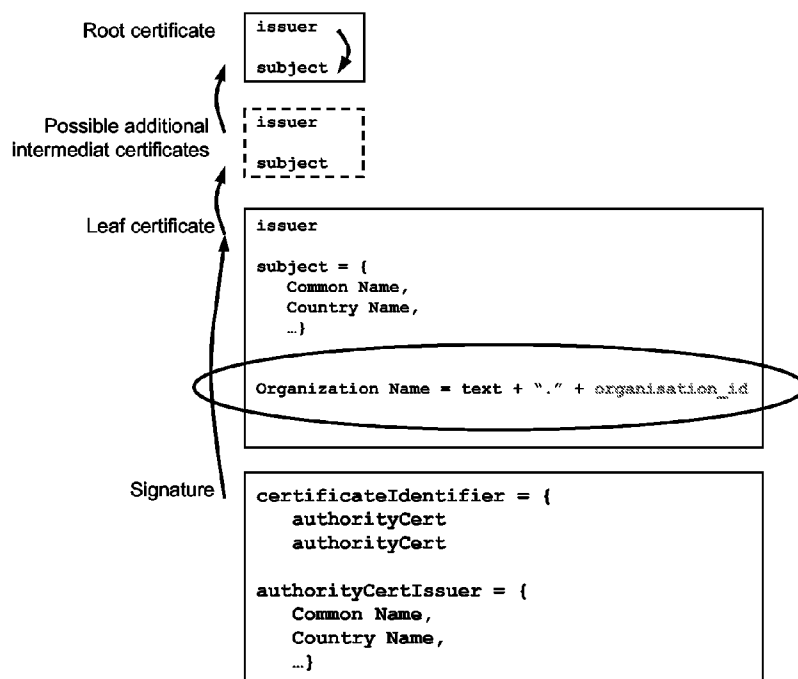 Root certificate
issuer
subject
Possible additional
intermediat certificates
issuer
subject
Leaf certificate
issuer
subject = {
Common Name,
Country Name,
…}
Organization Name = text + “.” + organisation_id
Signature
certificateIdentifier = {
authorityCert
authorityCert
authorityCertIssuer = {
Common Name,
Country Name,
…}